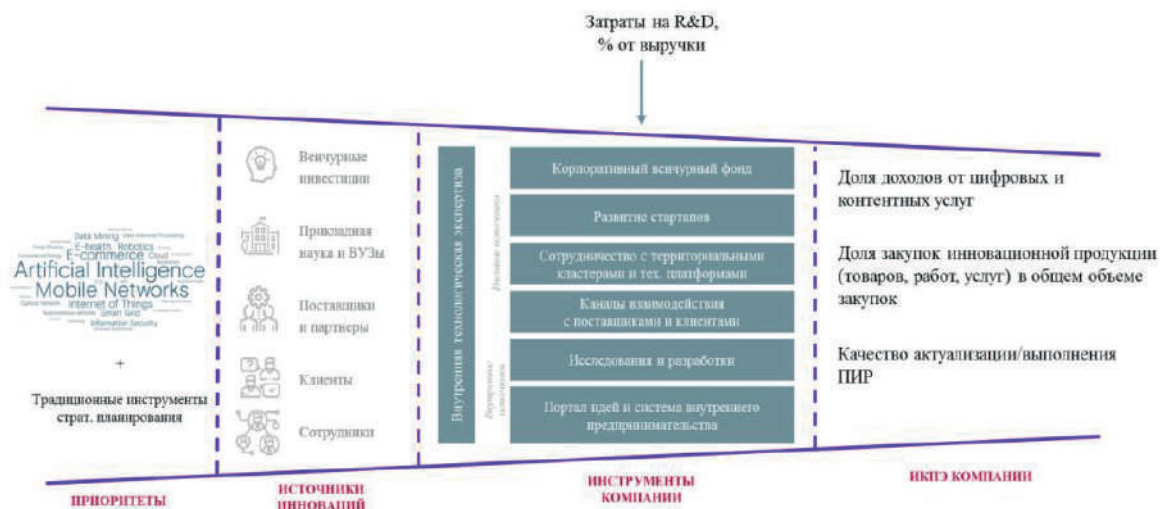 Затраты на R&D,
% от выручки
Data Mining
E-health Robotics
E-commerce Cloud
Artificial Intelligence
Mobile Networks
Internet of Things
Smart Grid
Information Security
+
Традиционные инструменты
страт. планирования
Венчурные
инвестиции
Прикладная
наука и ВУЗы
Поставщики
и партнеры
Клиенты
Сотрудники
Внутренняя технологическая экспертиза
Внешние источники
Внутренние
источники
Корпоративный венчурный фонд
Развитие стартапов
Сотрудничество с территориальными
кластерами и тех. платформами
Каналы взаимодействия
с поставщиками и клиентами
Исследования и разработки
Портал идей и система внутреннего
предпринимательства
Доля доходов от цифровых и
контентных услуг
Доля закупок инновационной продукции
(товаров, работ, услуг) в общем объеме
закупок
Качество актуализации/выполнения
ПИР
ПРИОРИТЕТЫ
ИСТОЧНИКИ
ИННОВАЦИЙ
ИНСТРУМЕНТЫ
КОМПАНИИ
ИКПЭ КОМПАНИИ